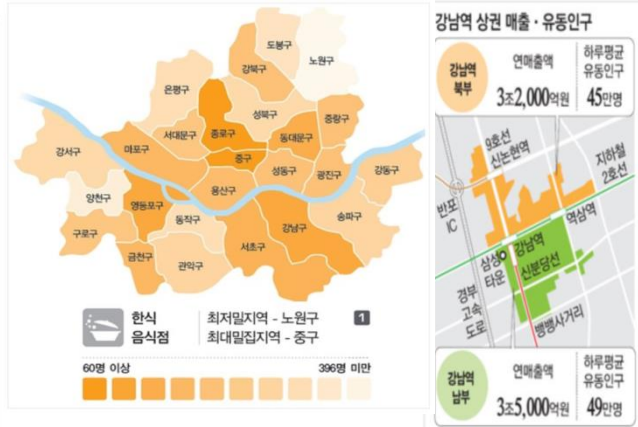 도봉구
노원구
강북구
은평구
성북구
중랑구
종로구
서대문구
동대문구
강서구
마포구
중구
성동구
광진구
강동구
양천구
영등포구
용산구
동작구
강남구
송파구
구로구
서초구
금천구
관악구
한식
음식점
최저밀지역 - 노원구
최대밀집지역 - 중구
1
60명 이상
396명 미만
강남역 상권 매출 · 유동인구
강남역
북부
연매출액
3조2,000억원
하루평균
유동인구
45만명
9호선
신논현역
지하철
2호선
반포
IC
역삼역
강남역
삼성
타운
신분당선
경부
고속
도로
뱅뱅사거리
강남역
남부
연매출액
3조5,000억원
하루평균
유동인구
49만명